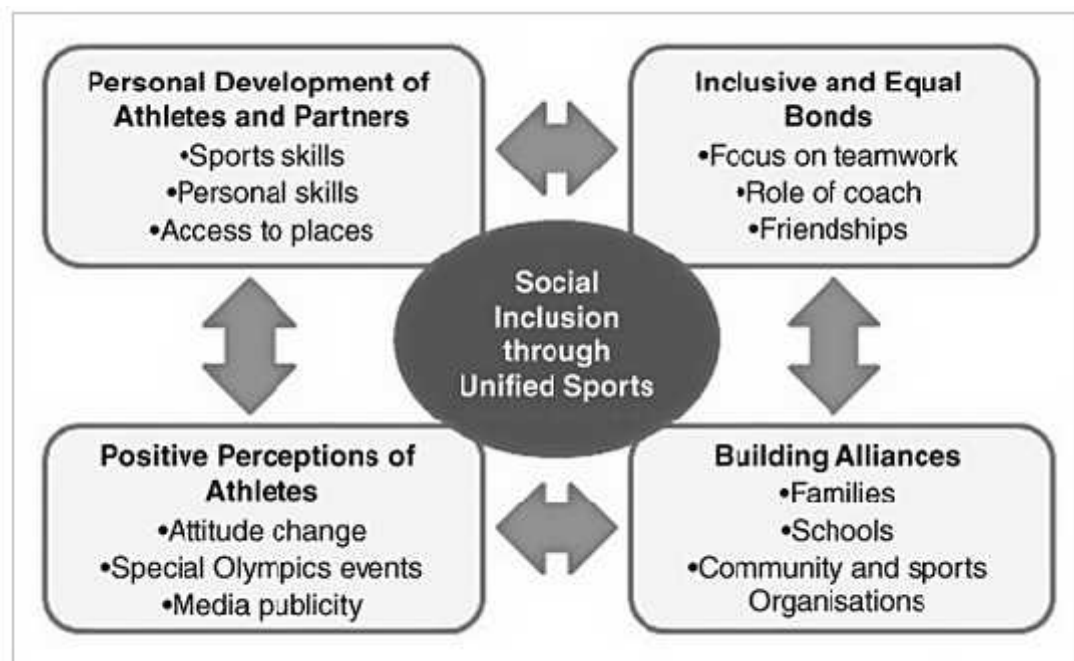 Personal Development of
Athletes and Partners
•Sports skills
•Personal skills
•Access to places
Inclusive and Equal
Bonds
•Focus on teamwork
•Role of coach
•Friendships
Social
Inclusion
through
Unified Sports
Positive Perceptions of
Athletes
•Attitude change
•Special Olympics events
•Media publicity
Building Alliances
•Families
•Schools
•Community and sports
Organisations